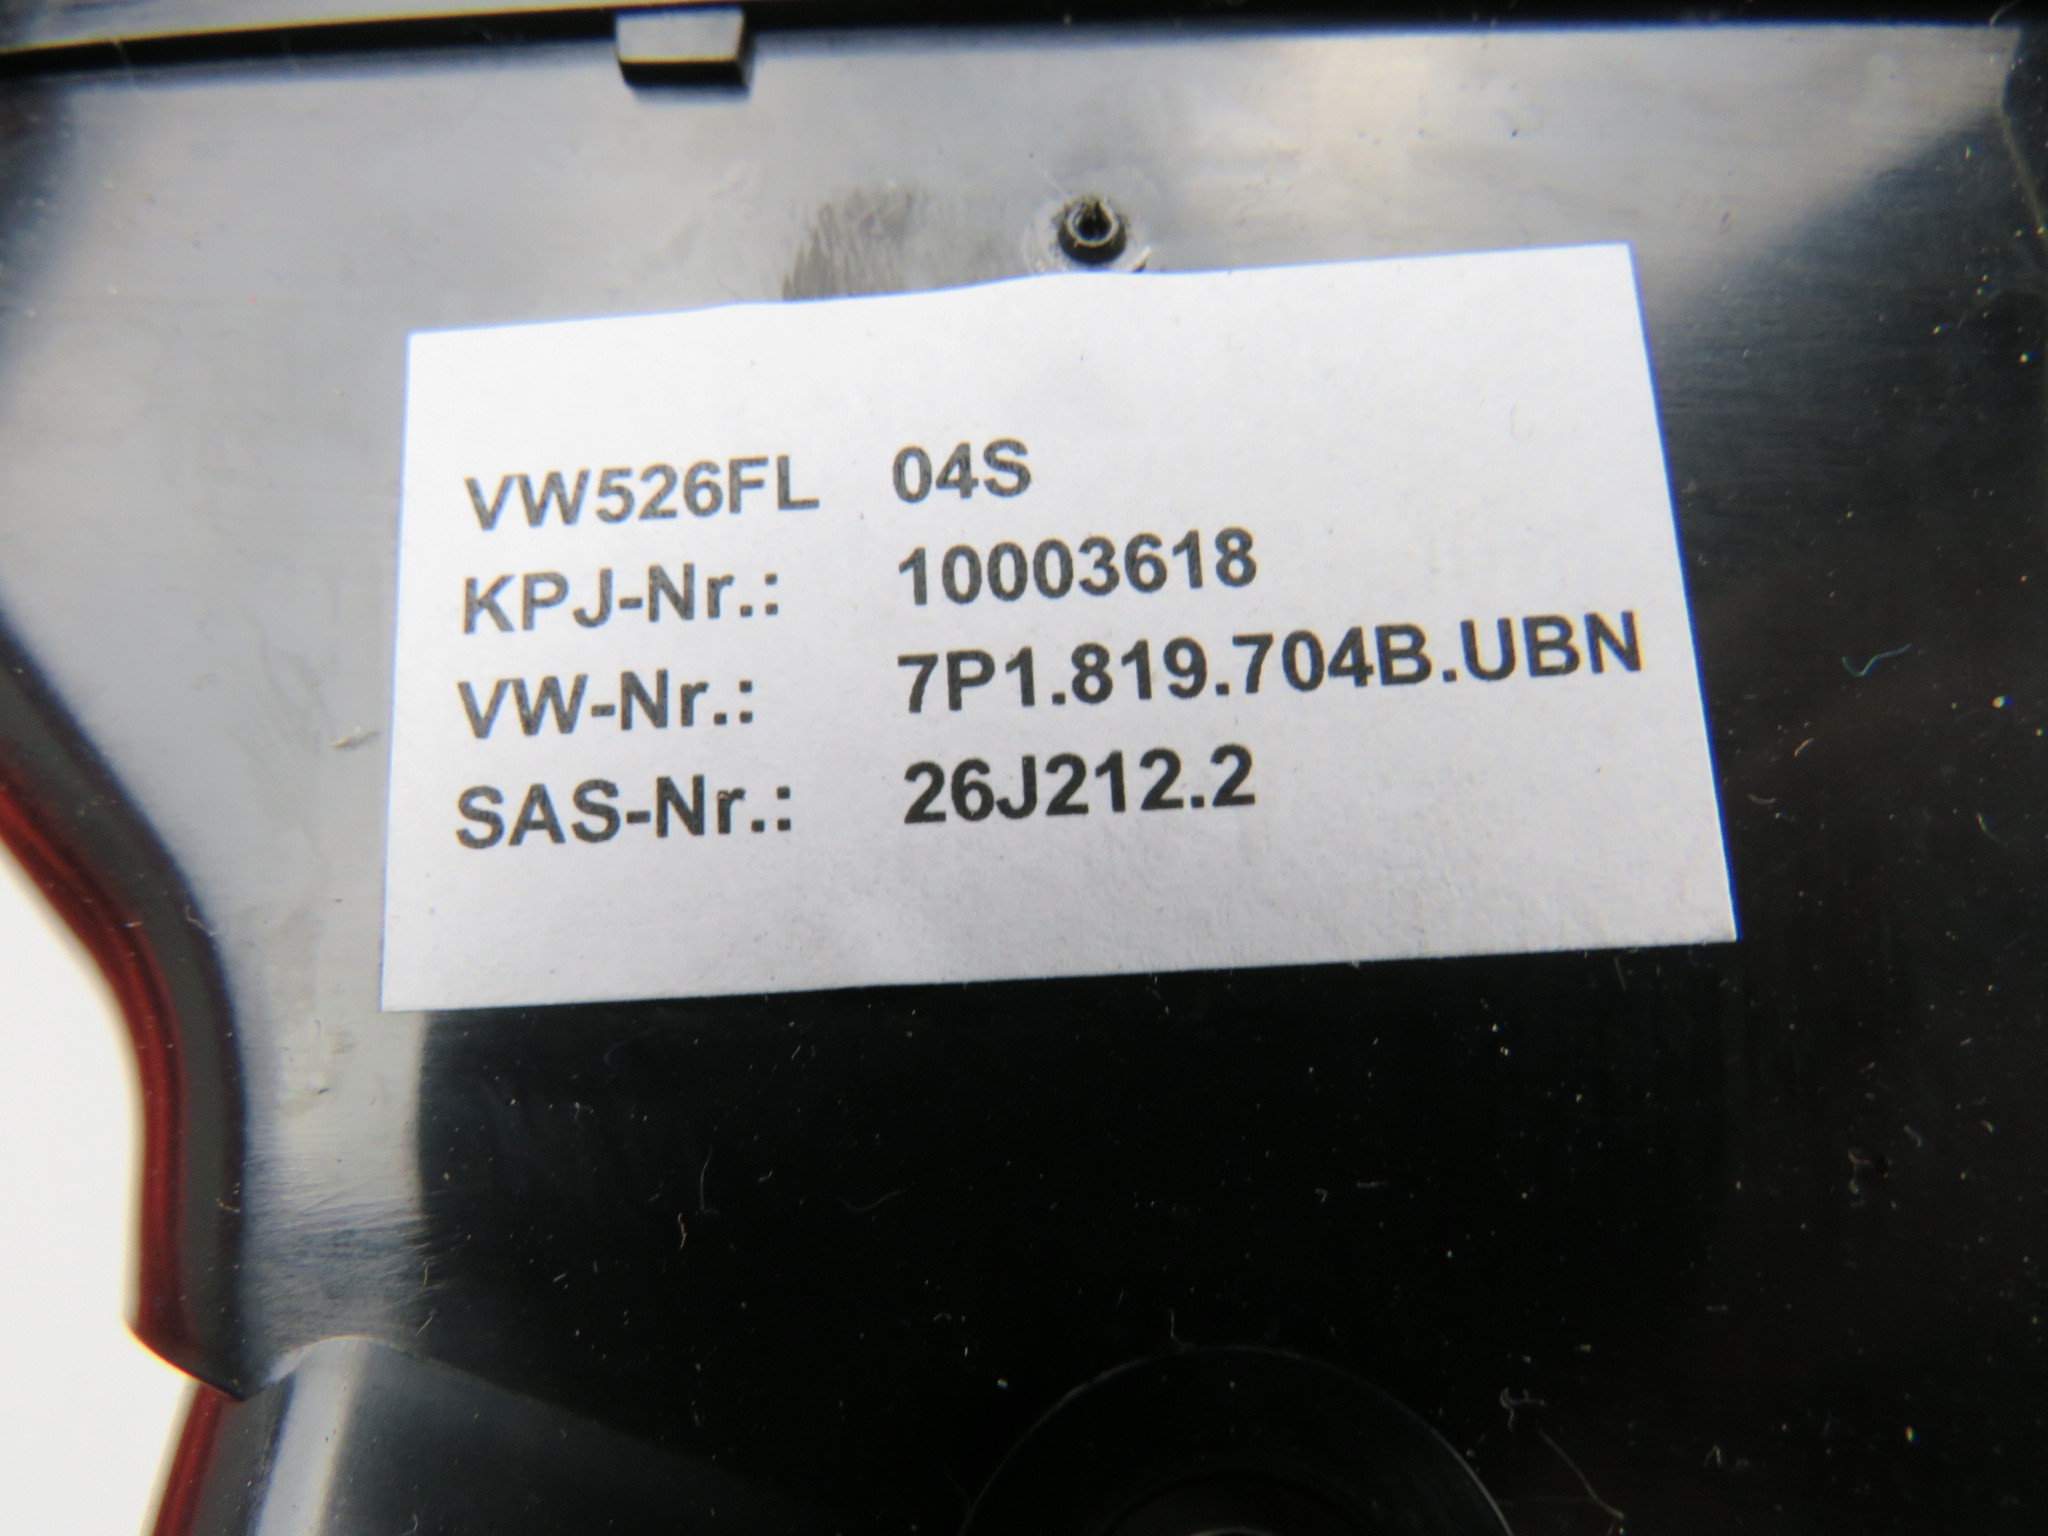 VW526FL 04S
KPJ-Nr.: 10003618
VW-Nr.: 7P1.819.704B.UBN
SAS-Nr.: 26J212.2